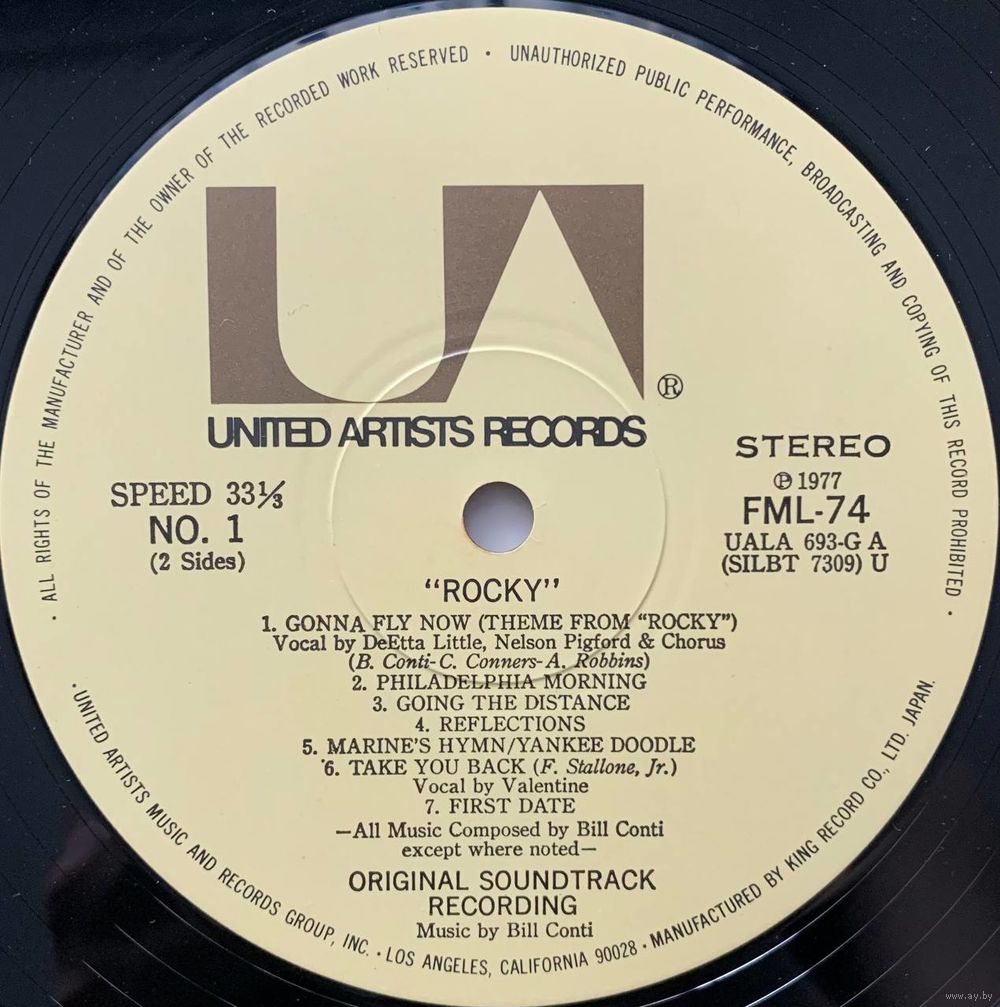 ALL RIGHTS OF THE MANUFACTURER AND OF THE OWNER OF THE RECORDED WORK RESERVED · UNAUTHORIZED PUBLIC PERFORMANCE, BROADCASTING AND COPYING OF THIS RECORD PROHIBITED ·
UA ®
UNITED ARTISTS RECORDS
SPEED 33⅓
NO. 1
(2 Sides)
STEREO
℗ 1977
FML-74
UALA 693-G A
(SILBT 7309) U
"ROCKY"
1. GONNA FLY NOW (THEME FROM "ROCKY")
Vocal by DeEtta Little, Nelson Pigford & Chorus
(B. Conti-C. Conners-A. Robbins)
2. PHILADELPHIA MORNING
3. GOING THE DISTANCE
4. REFLECTIONS
5. MARINE'S HYMN/YANKEE DOODLE
6. TAKE YOU BACK (F. Stallone, Jr.)
Vocal by Valentine
7. FIRST DATE
—All Music Composed by Bill Conti
except where noted—
ORIGINAL SOUNDTRACK
RECORDING
Music by Bill Conti
· UNITED ARTISTS MUSIC AND RECORDS GROUP, INC. · LOS ANGELES, CALIFORNIA 90028 · MANUFACTURED BY KING RECORD CO., LTD. JAPAN.
www.ay.by